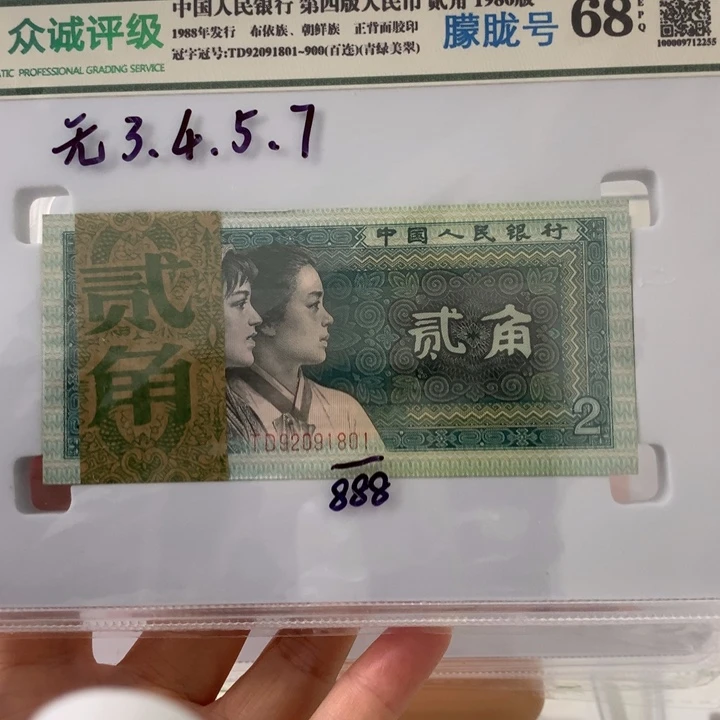 众诚评级
TIC PROFESSIONAL GRADING SERVICE
中国人民银行 第四版人民币 贰角 1980版
1988年发行 布依族、朝鲜族 正背面胶印
冠字冠号:TD92091801~900(百连)(青绿美翠)
朦胧号
68
EPQ
100009712255
无3.4.5.7
贰角
中国人民银行
贰角
2
TD92091801
888